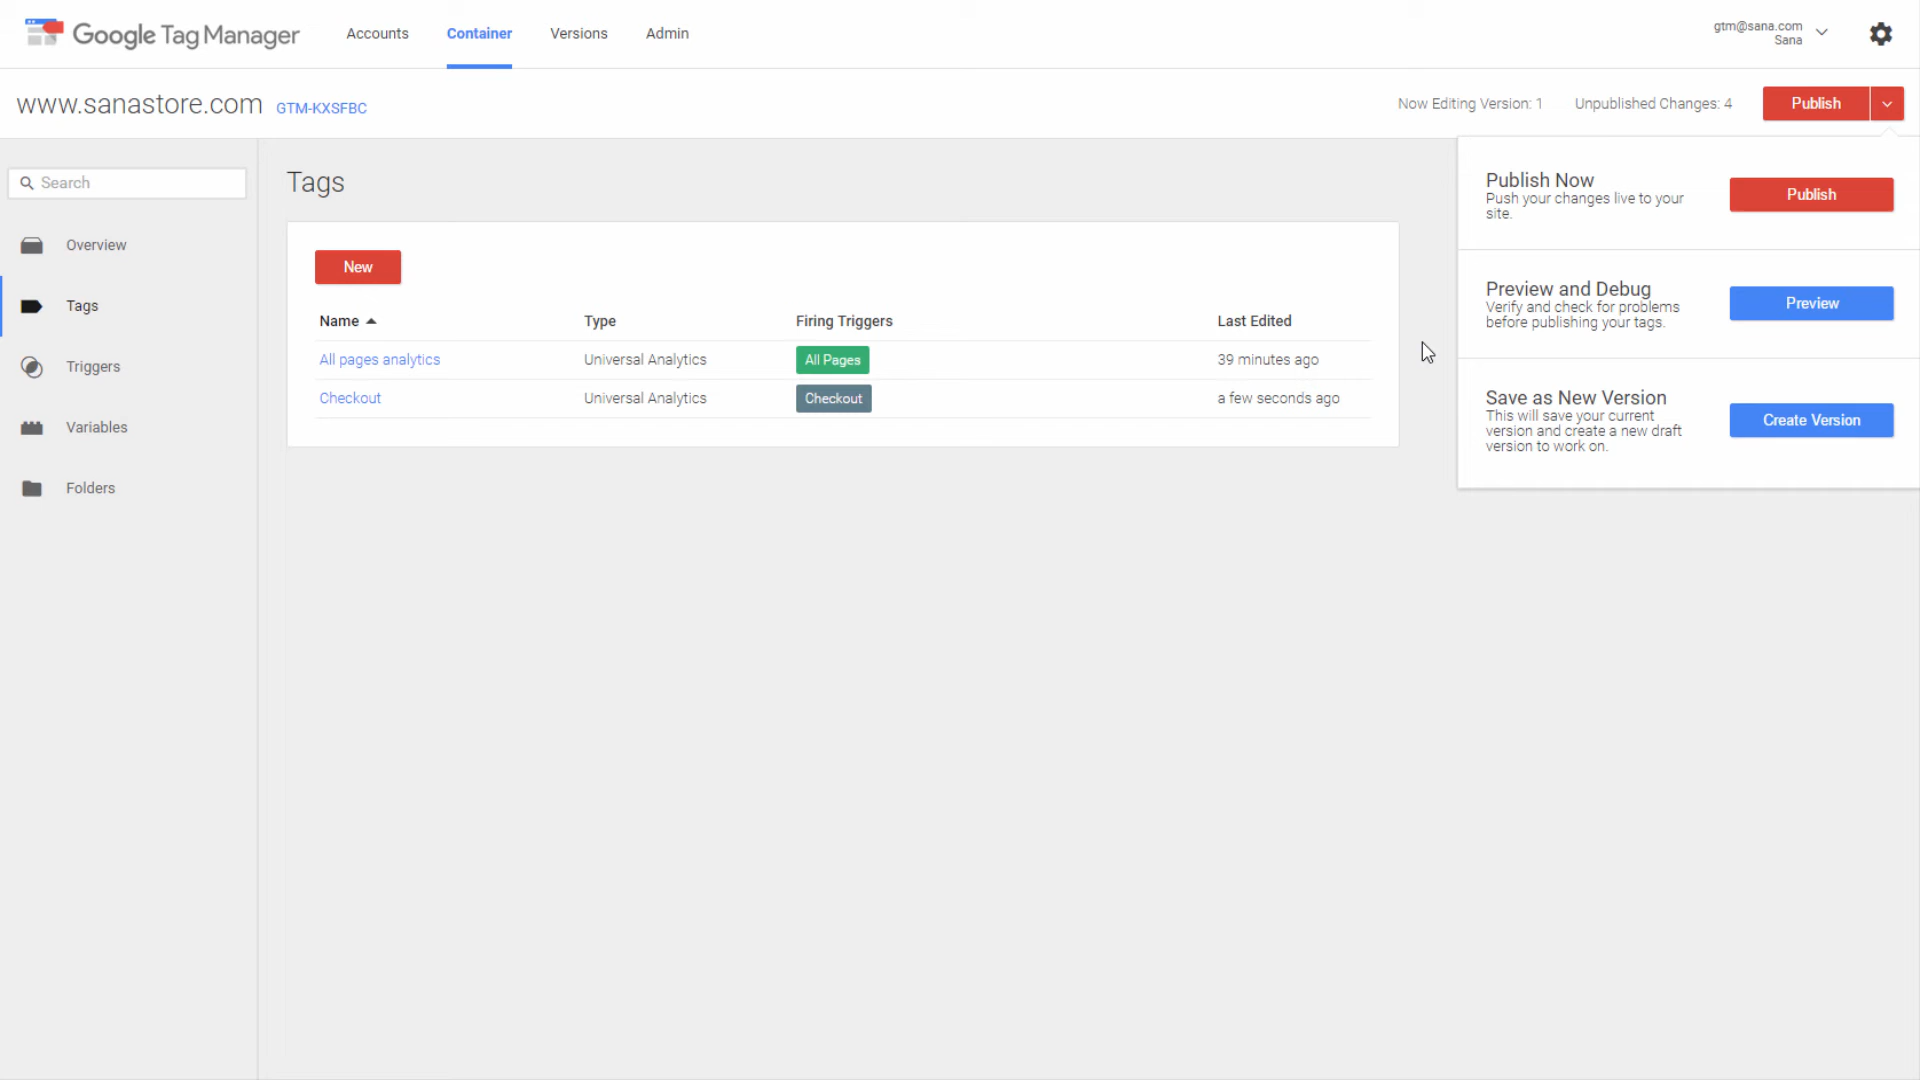 Google Tag Manager
Accounts
Container
Versions
Admin
gtm@sana.com
Sana
www.sanastore.com GTM-KXSFBC
Now Editing Version: 1
Unpublished Changes: 4
Publish
Search
Overview
Tags
Triggers
Variables
Folders
Tags
New
Name Type Firing Triggers Last Edited
All pages analytics Universal Analytics All Pages 39 minutes ago
Checkout Universal Analytics Checkout a few seconds ago
Publish Now
Push your changes live to your
site.
Publish
Preview and Debug
Verify and check for problems
before publishing your tags.
Preview
Save as New Version
This will save your current
version and create a new draft
version to work on.
Create Version